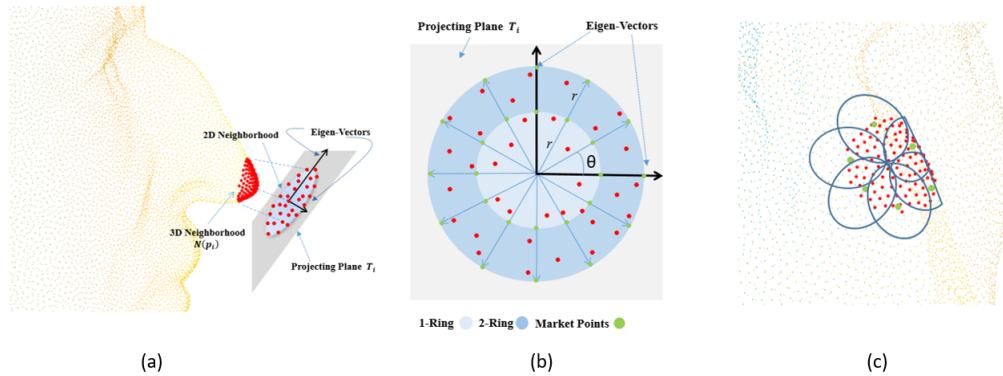 2D Neighborhood
Eigen-Vectors
3D Neighborhood
N(pᵢ)
Projecting Plane Tᵢ
(a)
Projecting Plane Tᵢ
Eigen-Vectors
r
r
θ
1-Ring
2-Ring
Market Points
(b)
(c)